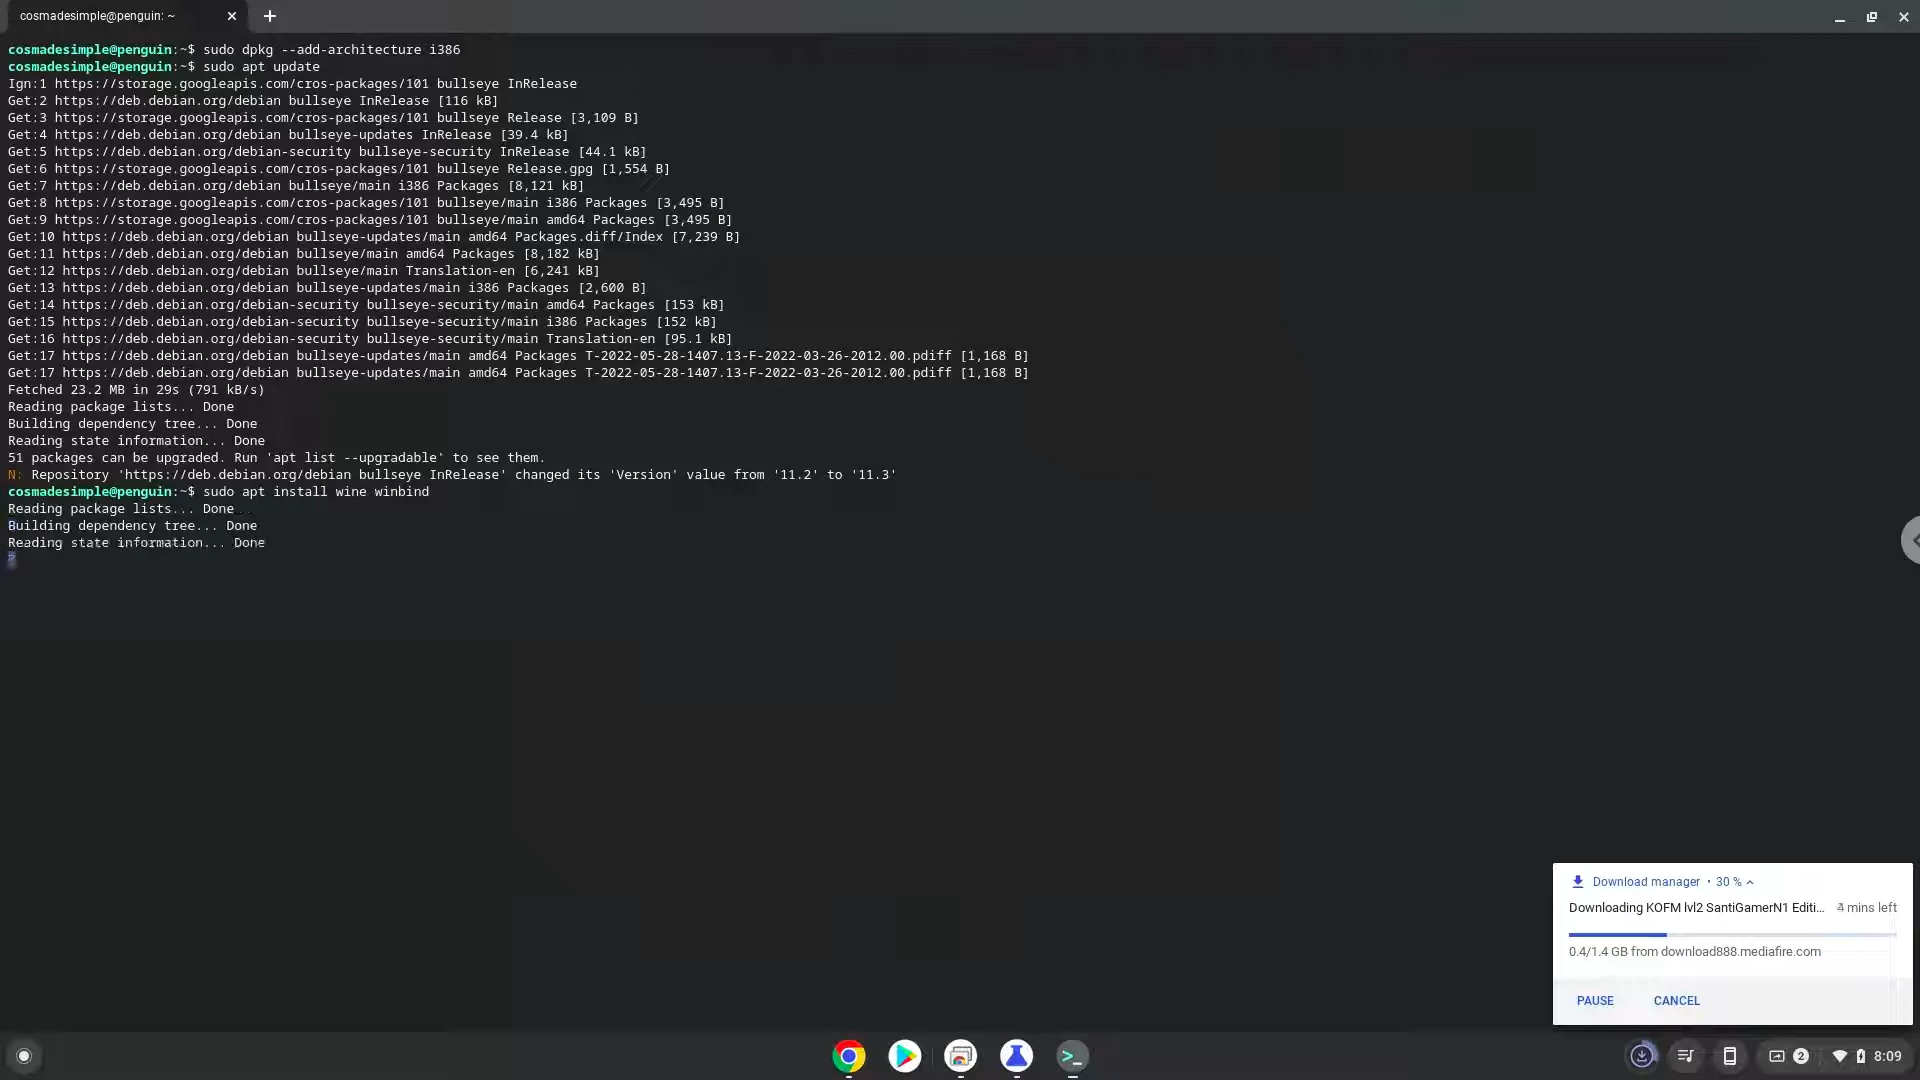 cosmadesimple@penguin: ~
cosmadesimple@penguin:~$ sudo dpkg --add-architecture i386
cosmadesimple@penguin:~$ sudo apt update
Ign:1 https://storage.googleapis.com/cros-packages/101 bullseye InRelease
Get:2 https://deb.debian.org/debian bullseye InRelease [116 kB]
Get:3 https://storage.googleapis.com/cros-packages/101 bullseye Release [3,109 B]
Get:4 https://deb.debian.org/debian bullseye-updates InRelease [39.4 kB]
Get:5 https://deb.debian.org/debian-security bullseye-security InRelease [44.1 kB]
Get:6 https://storage.googleapis.com/cros-packages/101 bullseye Release.gpg [1,554 B]
Get:7 https://deb.debian.org/debian bullseye/main i386 Packages [8,121 kB]
Get:8 https://storage.googleapis.com/cros-packages/101 bullseye/main i386 Packages [3,495 B]
Get:9 https://storage.googleapis.com/cros-packages/101 bullseye/main amd64 Packages [3,495 B]
Get:10 https://deb.debian.org/debian bullseye-updates/main amd64 Packages.diff/Index [7,239 B]
Get:11 https://deb.debian.org/debian bullseye/main amd64 Packages [8,182 kB]
Get:12 https://deb.debian.org/debian bullseye/main Translation-en [6,241 kB]
Get:13 https://deb.debian.org/debian bullseye-updates/main i386 Packages [2,600 B]
Get:14 https://deb.debian.org/debian-security bullseye-security/main amd64 Packages [153 kB]
Get:15 https://deb.debian.org/debian-security bullseye-security/main i386 Packages [152 kB]
Get:16 https://deb.debian.org/debian-security bullseye-security/main Translation-en [95.1 kB]
Get:17 https://deb.debian.org/debian bullseye-updates/main amd64 Packages T-2022-05-28-1407.13-F-2022-03-26-2012.00.pdiff [1,168 B]
Get:17 https://deb.debian.org/debian bullseye-updates/main amd64 Packages T-2022-05-28-1407.13-F-2022-03-26-2012.00.pdiff [1,168 B]
Fetched 23.2 MB in 29s (791 kB/s)
Reading package lists... Done
Building dependency tree... Done
Reading state information... Done
51 packages can be upgraded. Run 'apt list --upgradable' to see them.
N: Repository 'https://deb.debian.org/debian bullseye InRelease' changed its 'Version' value from '11.2' to '11.3'
cosmadesimple@penguin:~$ sudo apt install wine winbind
Reading package lists... Done
Building dependency tree... Done
Reading state information... Done
Download manager • 30 %
Downloading KOFM lvl2 SantiGamerN1 Editi... 4 mins left
0.4/1.4 GB from download888.mediafire.com
PAUSE CANCEL
2 8:09